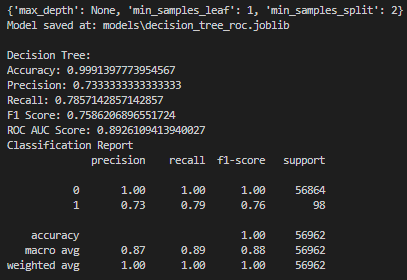 {'max_depth': None, 'min_samples_leaf': 1, 'min_samples_split': 2}
Model saved at: models\decision_tree_roc.joblib

Decision Tree:
Accuracy: 0.9991397773954567
Precision: 0.7333333333333333
Recall: 0.7857142857142857
F1 Score: 0.7586206896551724
ROC AUC Score: 0.8926109413940027
Classification Report
              precision    recall  f1-score   support

           0       1.00      1.00      1.00     56864
           1       0.73      0.79      0.76        98

    accuracy                           1.00     56962
   macro avg       0.87      0.89      0.88     56962
weighted avg       1.00      1.00      1.00     56962